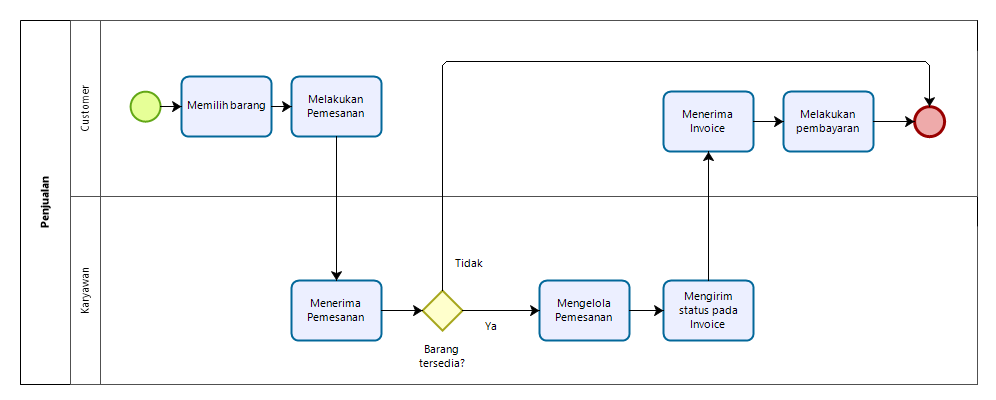 Penjualan
Customer
Memilih barang
Melakukan
Pemesanan
Menerima
Invoice
Melakukan
pembayaran
Karyawan
Menerima
Pemesanan
Barang
tersedia?
Tidak
Ya
Mengelola
Pemesanan
Mengirim
status pada
Invoice